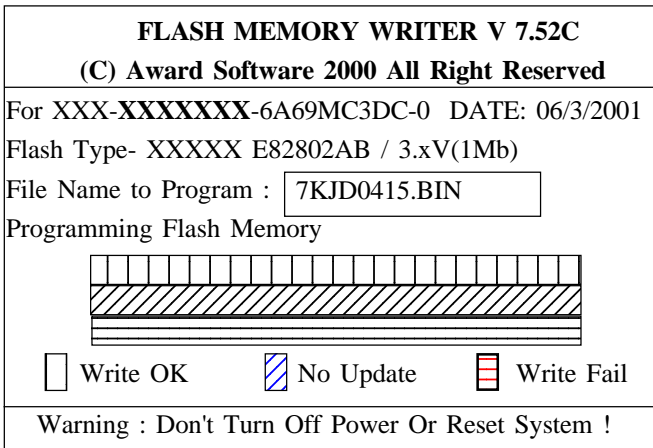 FLASH MEMORY WRITER V 7.52C
(C) Award Software 2000 All Right Reserved
For XXX-XXXXXXX-6A69MC3DC-0 DATE: 06/3/2001
Flash Type- XXXXX E82802AB / 3.xV(1Mb)
File Name to Program : 7KJD0415.BIN
Programming Flash Memory
Write OK No Update Write Fail
Warning : Don't Turn Off Power Or Reset System !